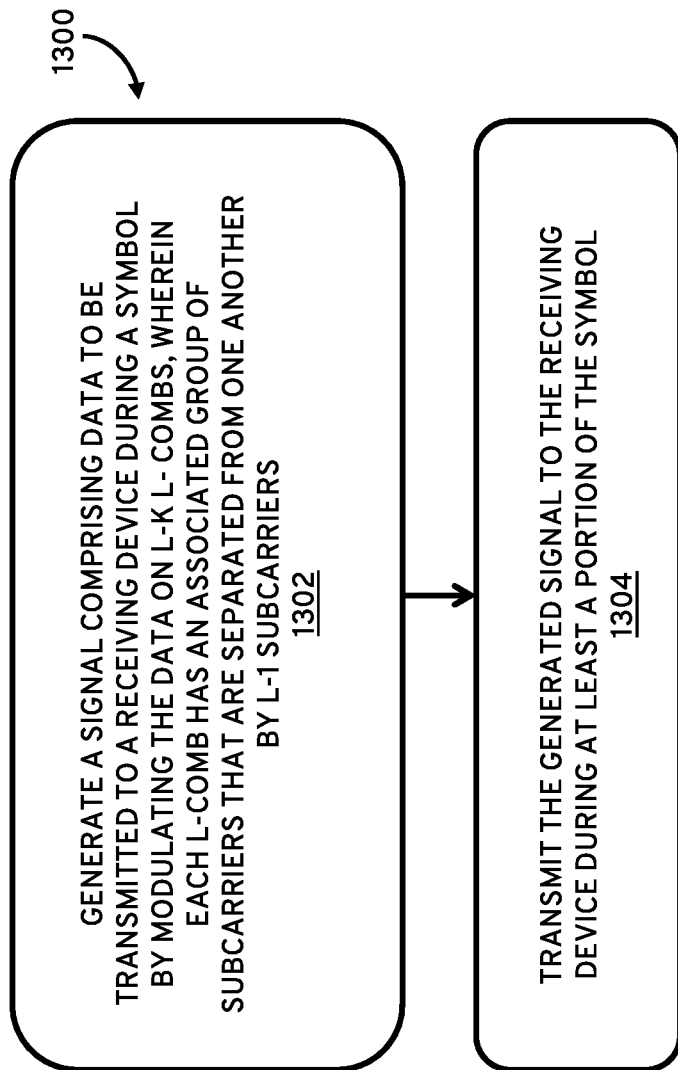 1300
GENERATE A SIGNAL COMPRISING DATA TO BE
TRANSMITTED TO A RECEIVING DEVICE DURING A SYMBOL
BY MODULATING THE DATA ON L-K L- COMBS, WHEREIN
EACH L-COMB HAS AN ASSOCIATED GROUP OF
SUBCARRIERS THAT ARE SEPARATED FROM ONE ANOTHER
BY L-1 SUBCARRIERS
1302
TRANSMIT THE GENERATED SIGNAL TO THE RECEIVING
DEVICE DURING AT LEAST A PORTION OF THE SYMBOL
1304